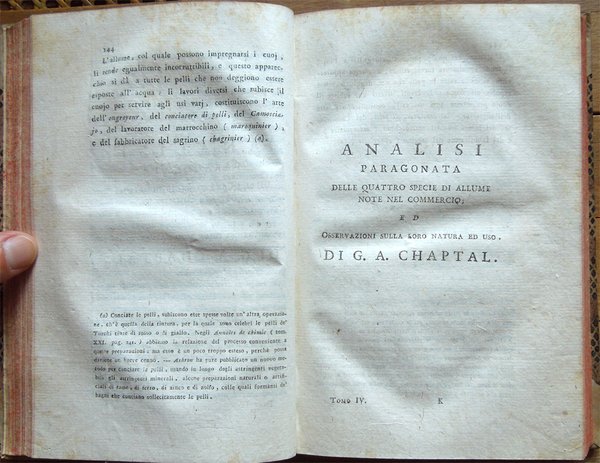 144
L'allume, col quale possono impregnarsi i cuoj,
li rende egualmente incorruttibili, e questo apparec-
chio si dà a tutte le pelli che non deggiono essere
esposte all'acqua: li lavori diversi che subisce il
cuojo per servire agli usi varj, costituiscono l'arte
dell'ongroyeur, del conciatore di pelli, del Camoscia-
jo, del lavoratore del marrocchino (maroquinier),
e del fabbricatore del sagrino (chagrinier) (a).
(a) Conciate le pelli, subiscono esse spesse volte un'altra operazio-
ne, ch'è quella della tintura, per la quale sono celebri le pelli de'
Turchi tinte di rosso o di giallo. Negli Annales de chimie (tom.
XXI. pag. 241.) abbiamo la relazione del processo conveniente a
queste preparazioni: ma esso è un poco troppo esteso, perchè possa
darsene un breve cenno. — Ashton ha pure pubblicato un nuovo me-
todo per conciare le pelli, usando in luogo degli astringenti vegeta-
bili gli astringenti minerali, alcune preparazioni naturali o artifi-
ciali di rame, di ferro, di zinco e di zolfo, colle quali formansi de'
bagni che conciano sollecitamente le pelli.
ANALISI
PARAGONATA
DELLE QUATTRO SPECIE DI ALLUME
NOTE NEL COMMERCIO;
ED
OSSERVAZIONI SULLA LORO NATURA ED USO.
DI G. A. CHAPTAL.
Tomo IV. K